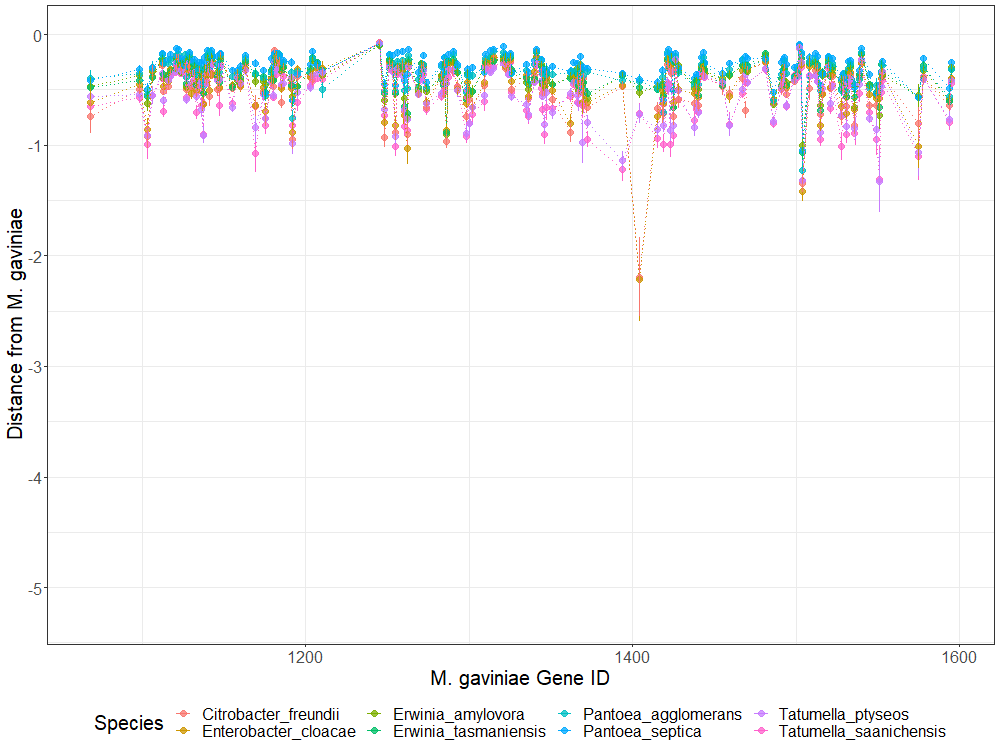 0
-1
-2
-3
-4
-5
Distance from M. gaviniae
1200
1400
1600
M. gaviniae Gene ID
Species
Citrobacter_freundii
Enterobacter_cloacae
Erwinia_amylovora
Erwinia_tasmaniensis
Pantoea_agglomerans
Pantoea_septica
Tatumella_ptyseos
Tatumella_saanichensis